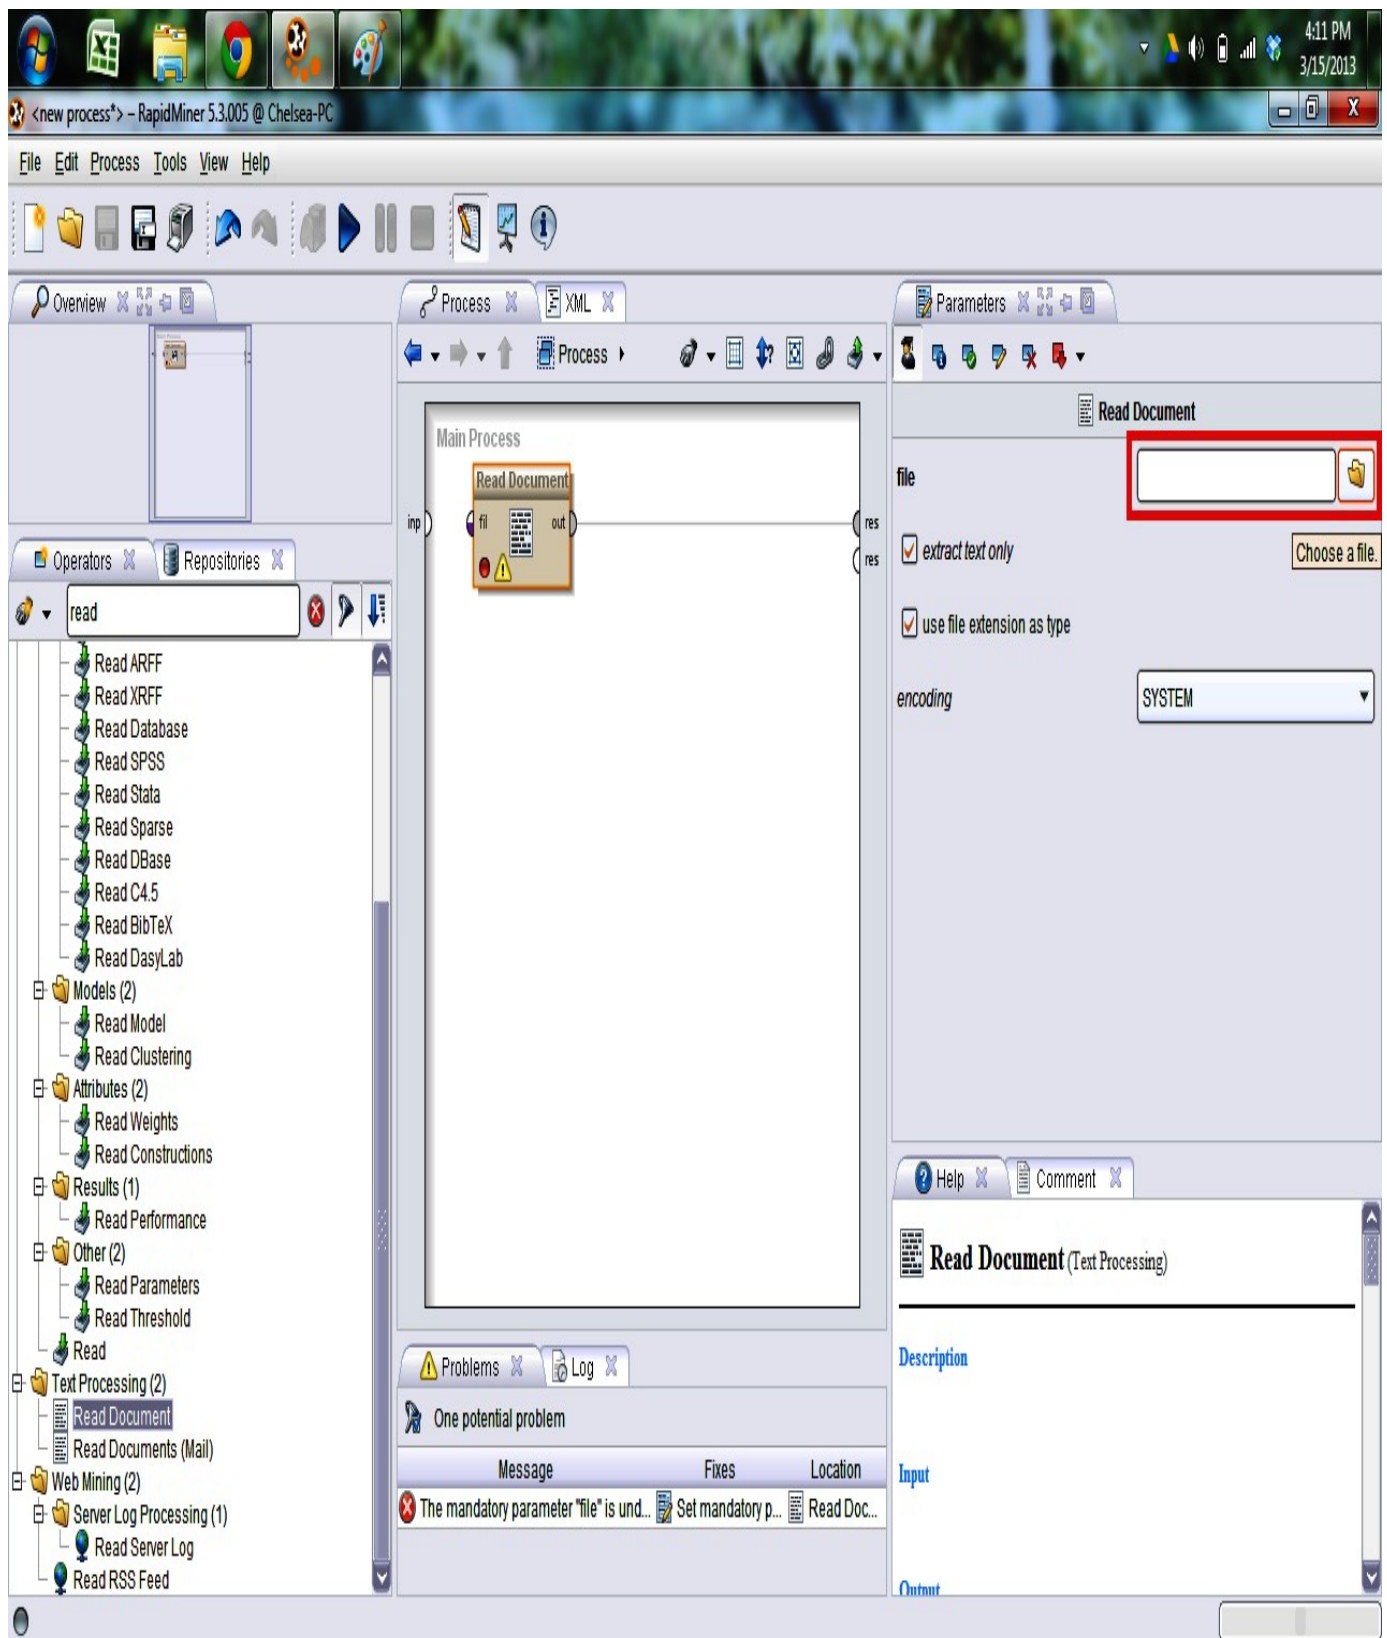 4:11 PM
3/15/2013
<new process*> – RapidMiner 5.3.005 @ Chelsea-PC
File Edit Process Tools View Help
Overview
Process XML
Parameters
Process
Read Document
Main Process
Read Document
file
inp fil out res
res
extract text only
Choose a file.
Operators Repositories
read
use file extension as type
encoding SYSTEM
Read ARFF
Read XRFF
Read Database
Read SPSS
Read Stata
Read Sparse
Read DBase
Read C4.5
Read BibTeX
Read DasyLab
Models (2)
Read Model
Read Clustering
Attributes (2)
Read Weights
Read Constructions
Results (1)
Read Performance
Other (2)
Read Parameters
Read Threshold
Read
Text Processing (2)
Read Document
Read Documents (Mail)
Web Mining (2)
Server Log Processing (1)
Read Server Log
Read RSS Feed
Problems Log
One potential problem
Message Fixes Location
The mandatory parameter "file" is und... Set mandatory p... Read Doc...
Help Comment
Read Document (Text Processing)
Description
Input
Output